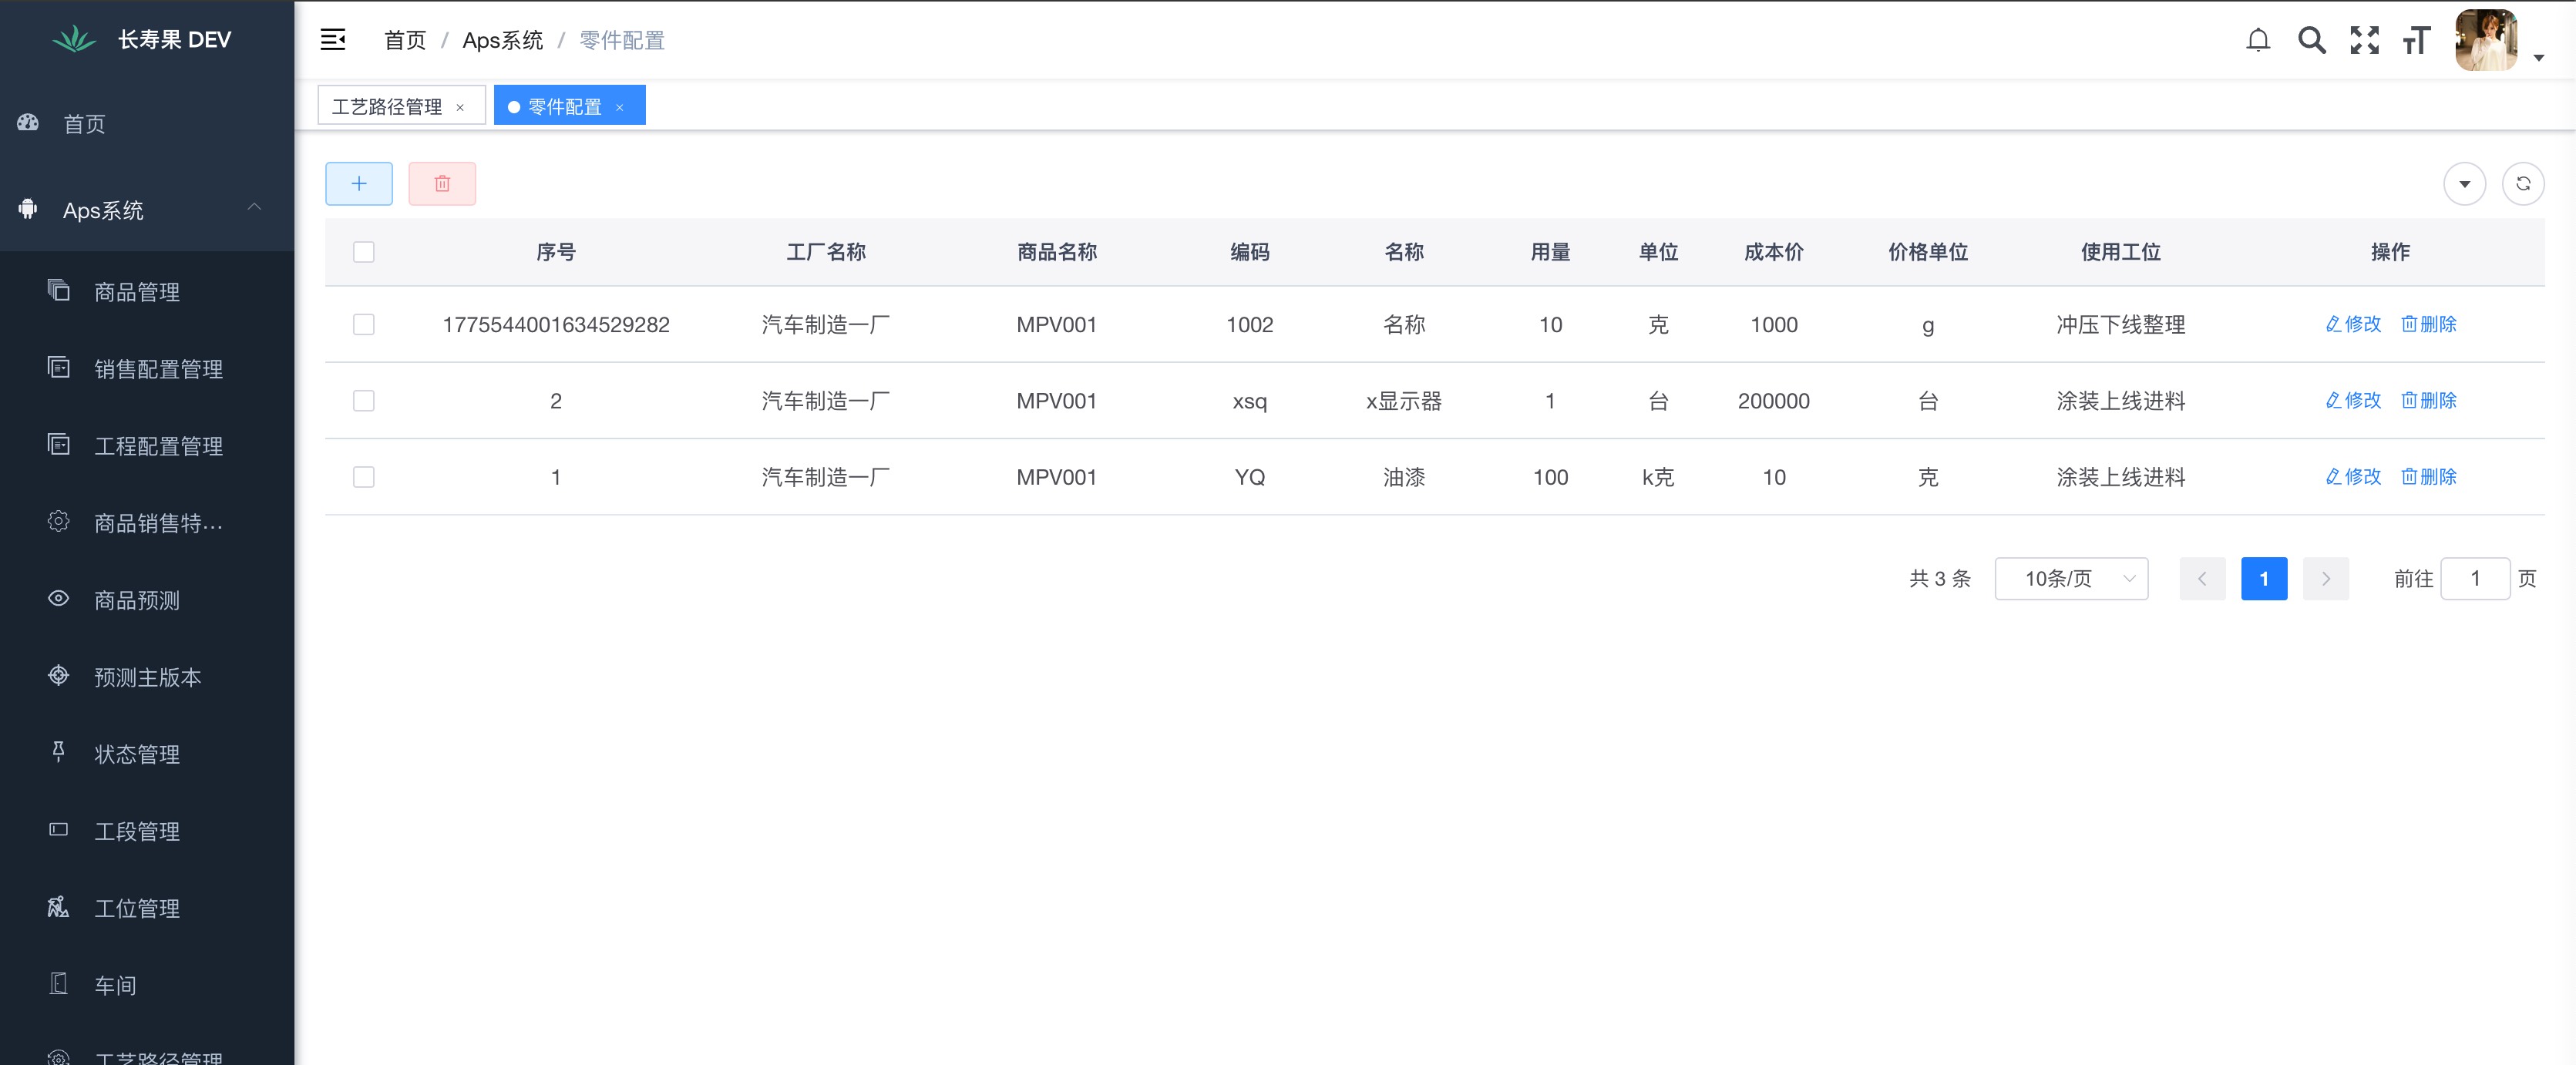 长寿果 DEV
首页 / Aps系统 / 零件配置
工艺路径管理 ×
零件配置 ×
首页
Aps系统
商品管理
销售配置管理
工程配置管理
商品销售特...
商品预测
预测主版本
状态管理
工段管理
工位管理
车间
工艺路径管理
序号 工厂名称 商品名称 编码 名称 用量 单位 成本价 价格单位 使用工位 操作
1775544001634529282 汽车制造一厂 MPV001 1002 名称 10 克 1000 g 冲压下线整理 修改 删除
2 汽车制造一厂 MPV001 xsq x显示器 1 台 200000 台 涂装上线进料 修改 删除
1 汽车制造一厂 MPV001 YQ 油漆 100 k克 10 克 涂装上线进料 修改 删除
共 3 条 10条/页 1 前往 1 页